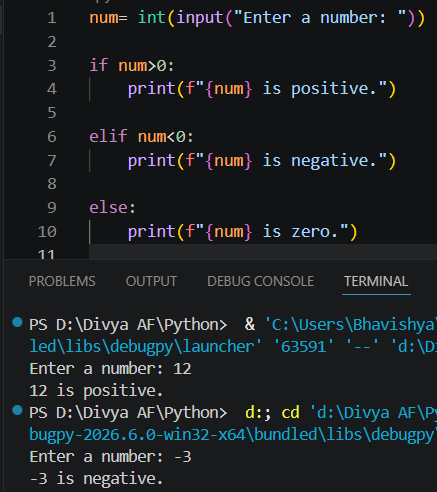 1 num= int(input("Enter a number: "))
2
3 if num>0:
4 print(f"{num} is positive.")
5
6 elif num<0:
7 print(f"{num} is negative.")
8
9 else:
10 print(f"{num} is zero.")
11
PROBLEMS OUTPUT DEBUG CONSOLE TERMINAL
PS D:\Divya AF\Python> & 'C:\Users\Bhavishya\
led\libs\debugpy\launcher' '63591' '--' 'd:\D
Enter a number: 12
12 is positive.
PS D:\Divya AF\Python> d:; cd 'd:\Divya AF\Py
bugpy-2026.6.0-win32-x64\bundled\libs\debugpy\
Enter a number: -3
-3 is negative.